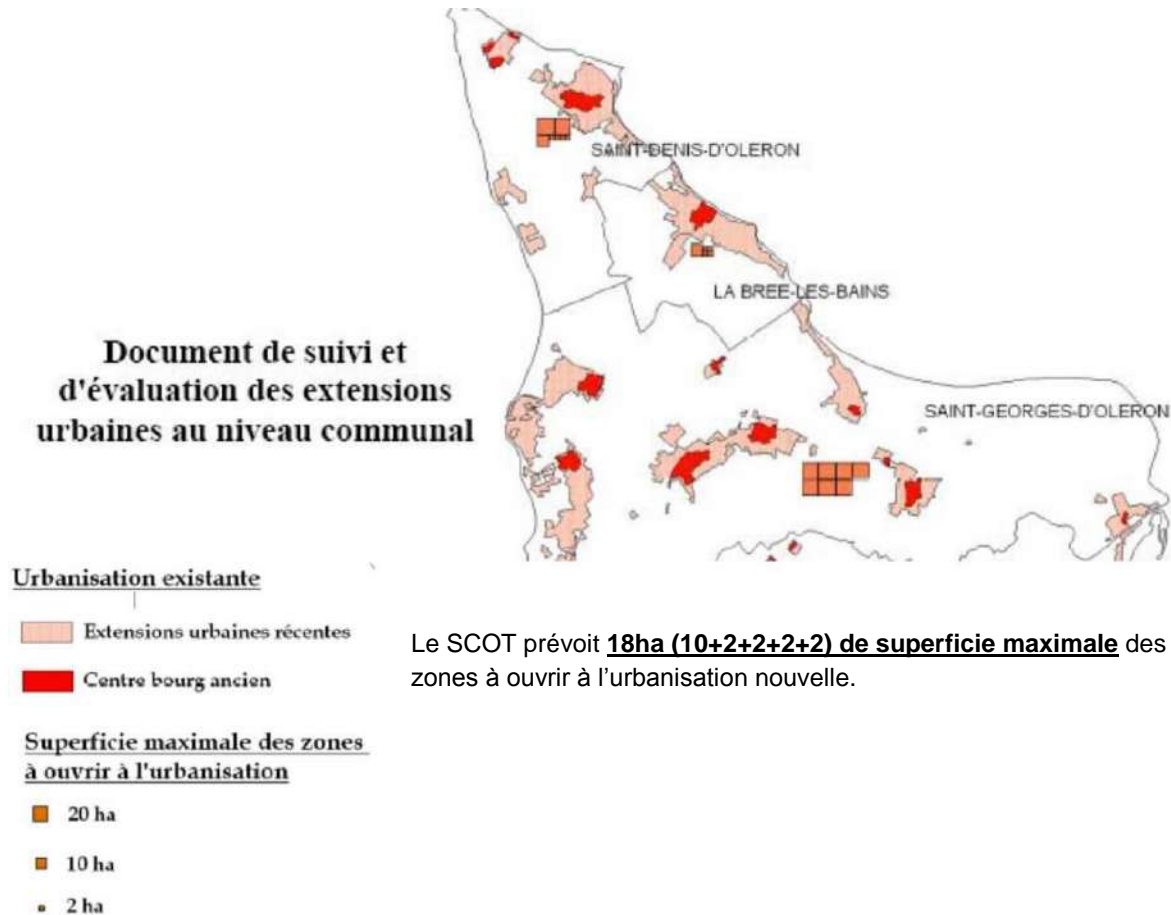 SAINT-DENIS-D'OLERON
LA BREE-LES-BAINS
SAINT-GEORGES-D'OLERON
Document de suivi et
d'évaluation des extensions
urbaines au niveau communal
Urbanisation existante
Extensions urbaines récentes
Centre bourg ancien
Le SCOT prévoit 18ha (10+2+2+2+2) de superficie maximale des
zones à ouvrir à l'urbanisation nouvelle.
Superficie maximale des zones
à ouvrir à l'urbanisation
20 ha
10 ha
2 ha